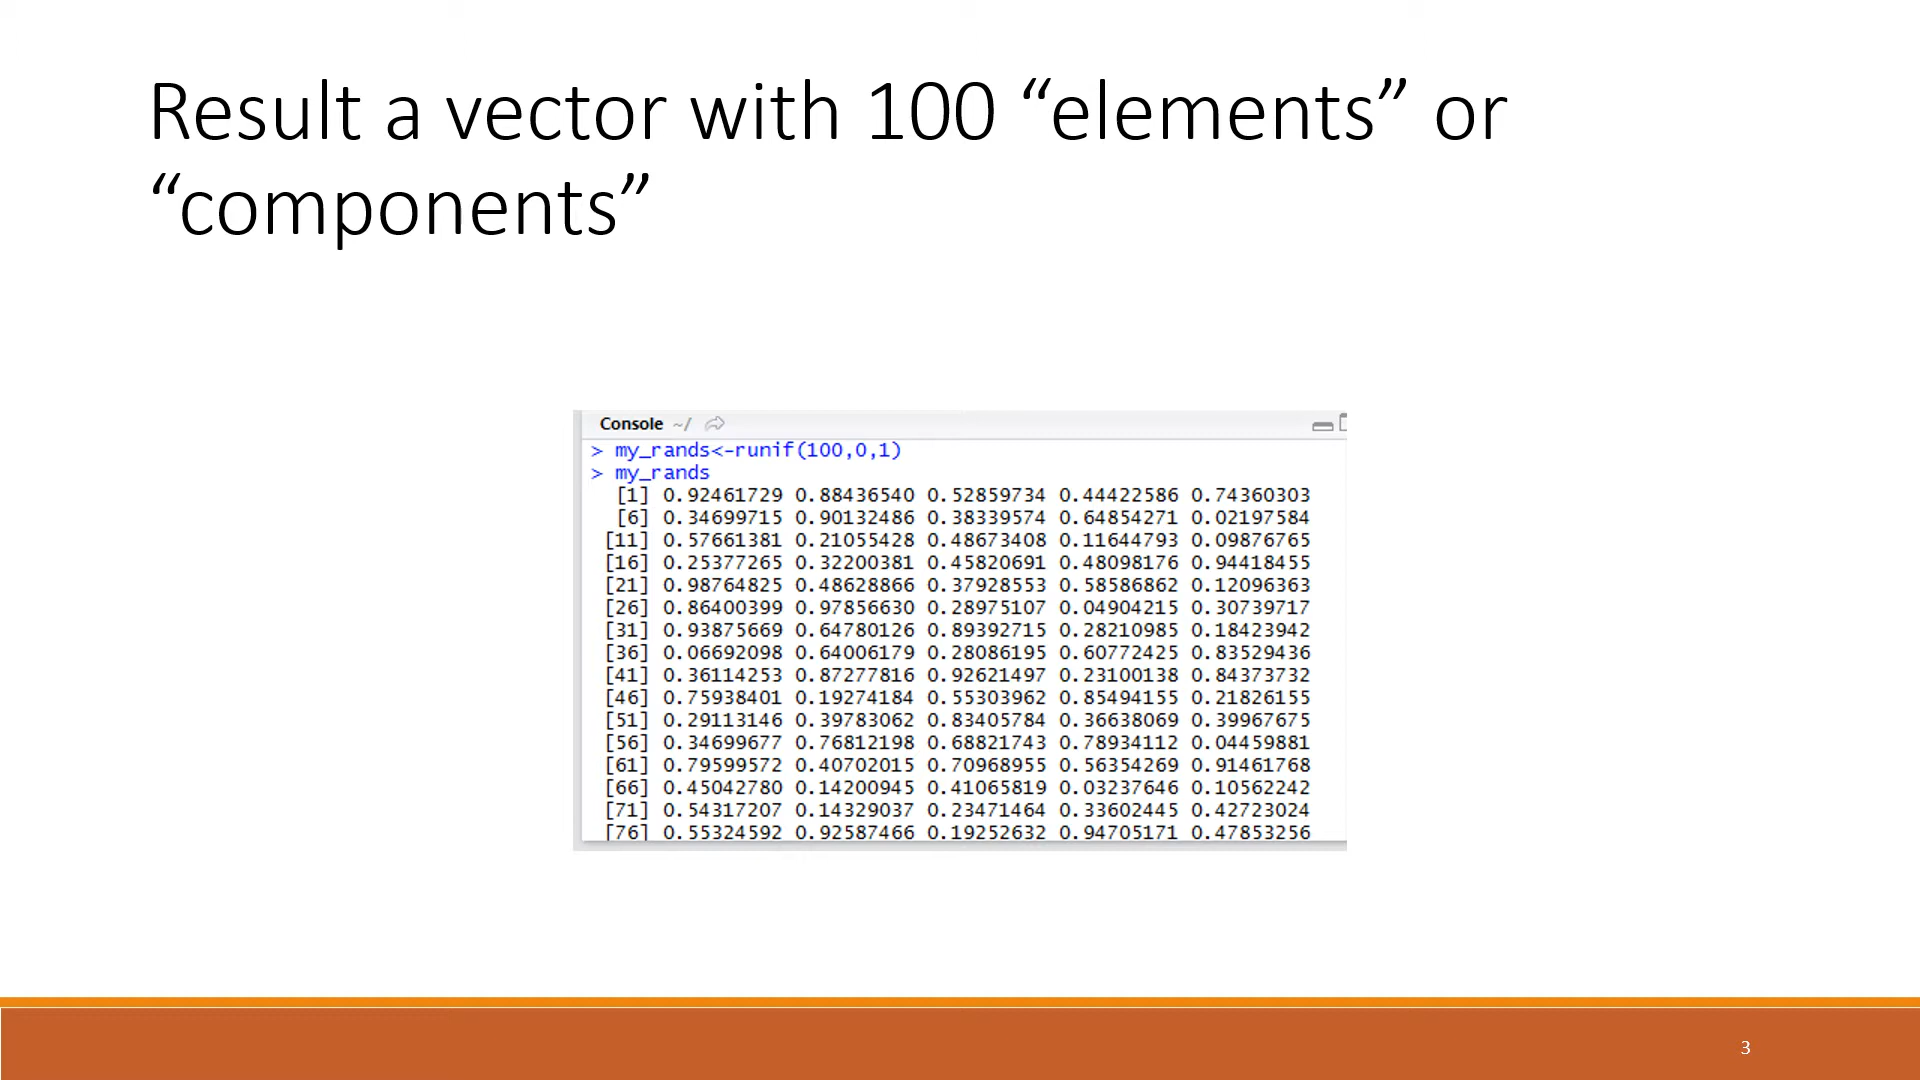 Result a vector with 100 “elements” or
“components”
Console ~/
> my_rands<-runif(100,0,1)
> my_rands
[1] 0.92461729 0.88436540 0.52859734 0.44422586 0.74360303
[6] 0.34699715 0.90132486 0.38339574 0.64854271 0.02197584
[11] 0.57661381 0.21055428 0.48673408 0.11644793 0.09876765
[16] 0.25377265 0.32200381 0.45820691 0.48098176 0.94418455
[21] 0.98764825 0.48628866 0.37928553 0.58586862 0.12096363
[26] 0.86400399 0.97856630 0.28975107 0.04904215 0.30739717
[31] 0.93875669 0.64780126 0.89392715 0.28210985 0.18423942
[36] 0.06692098 0.64006179 0.28086195 0.60772425 0.83529436
[41] 0.36114253 0.87277816 0.92621497 0.23100138 0.84373732
[46] 0.75938401 0.19274184 0.55303962 0.85494155 0.21826155
[51] 0.29113146 0.39783062 0.83405784 0.36638069 0.39967675
[56] 0.34699677 0.76812198 0.68821743 0.78934112 0.04459881
[61] 0.79599572 0.40702015 0.70968955 0.56354269 0.91461768
[66] 0.45042780 0.14200945 0.41065819 0.03237646 0.10562242
[71] 0.54317207 0.14329037 0.23471464 0.33602445 0.42723024
[76] 0.55324592 0.92587466 0.19252632 0.94705171 0.47853256
3